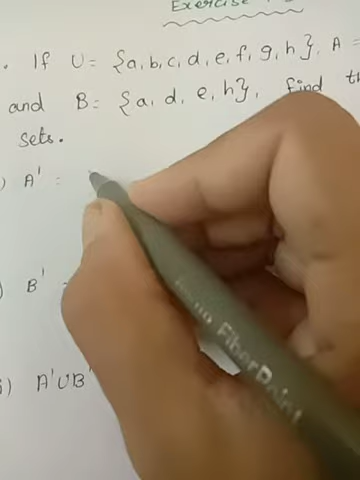 Exercise
. If U = {a, b, c, d, e, f, g, h}, A =
and B = {a, d, e, h}, find th
sets.
) A' =
) B' =
) A'UB'
FiberPoint